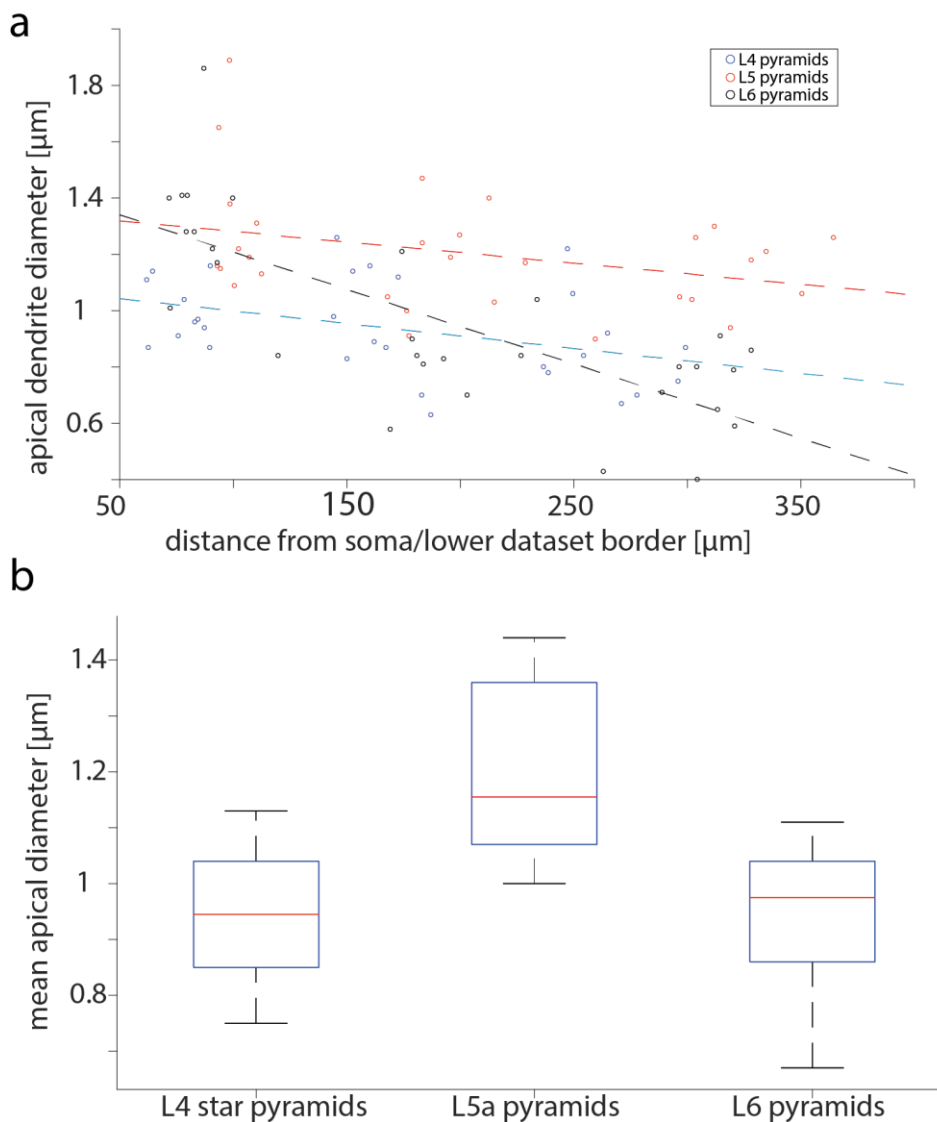 a
L4 pyramids
L5 pyramids
L6 pyramids
apical dendrite diameter [µm]
1.8
1.4
1
0.6
50
150
250
350
distance from soma/lower dataset border [µm]
b
mean apical diameter [µm]
1.4
1.2
1
0.8
L4 star pyramids
L5a pyramids
L6 pyramids